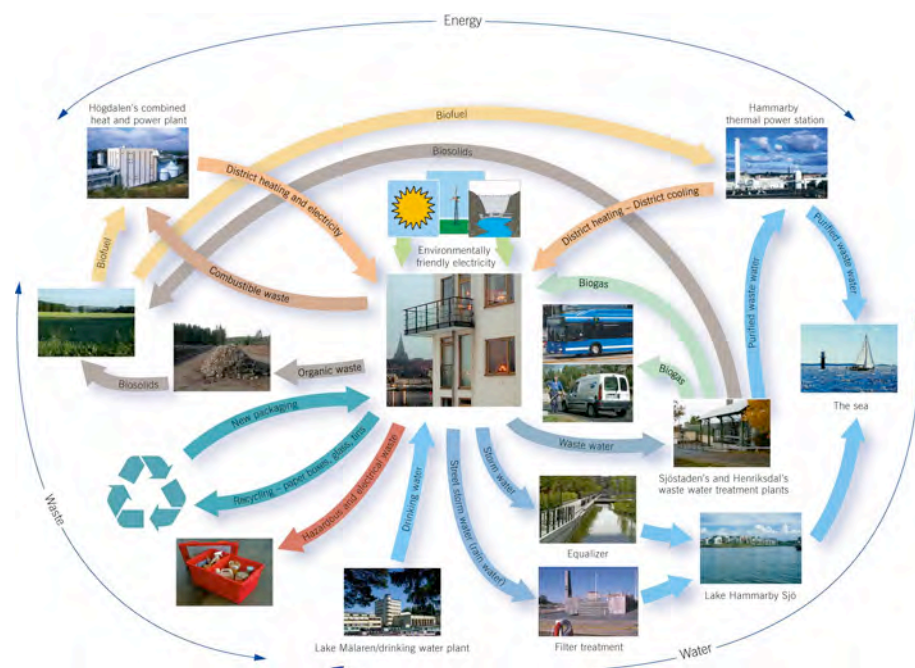 Energy
Högdalen's combined
heat and power plant
Hammarby
thermal power station
Biofuel
Biosolids
District heating and electricity
District heating – District cooling
Environmentally
friendly electricity
Biofuel
Combustible waste
Biogas
Purified waste water
Purified waste water
Biogas
Organic waste
Biosolids
The sea
New packaging
Waste water
Sjöstaden's and Henriksdal's
waste water treatment plants
Recycling – paper boxes, glass, tins
Hazardous and electrical waste
Drinking water
Storm water
Street storm water (rain water)
Waste
Equalizer
Lake Hammarby Sjö
Lake Mälaren/drinking water plant
Filter treatment
Water